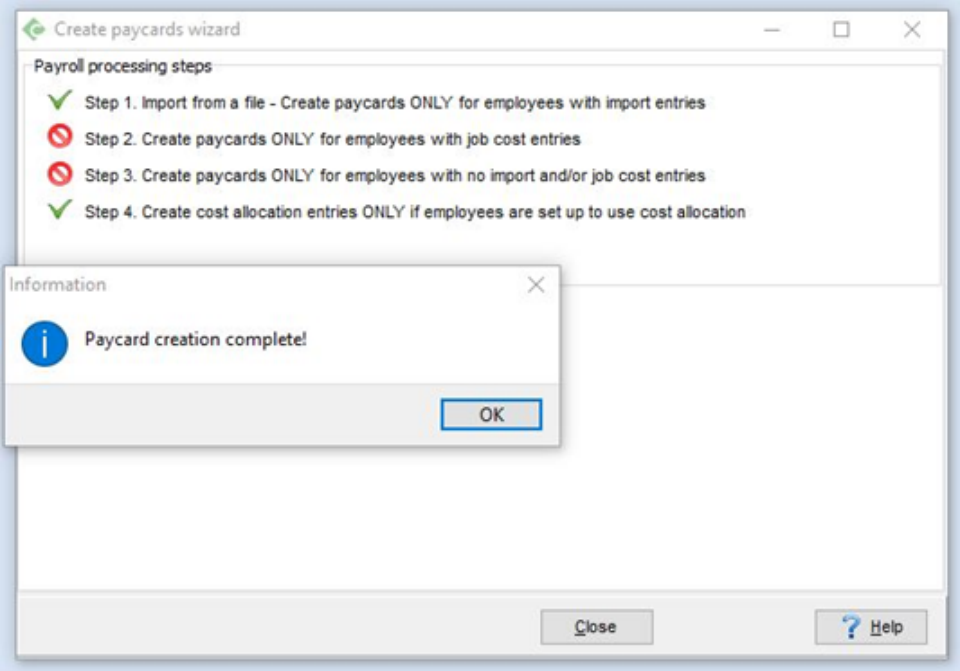 Create paycards wizard
Payroll processing steps
Step 1. Import from a file - Create paycards ONLY for employees with import entries
Step 2. Create paycards ONLY for employees with job cost entries
Step 3. Create paycards ONLY for employees with no import and/or job cost entries
Step 4. Create cost allocation entries ONLY if employees are set up to use cost allocation
Information
Paycard creation complete!
OK
Close
Help